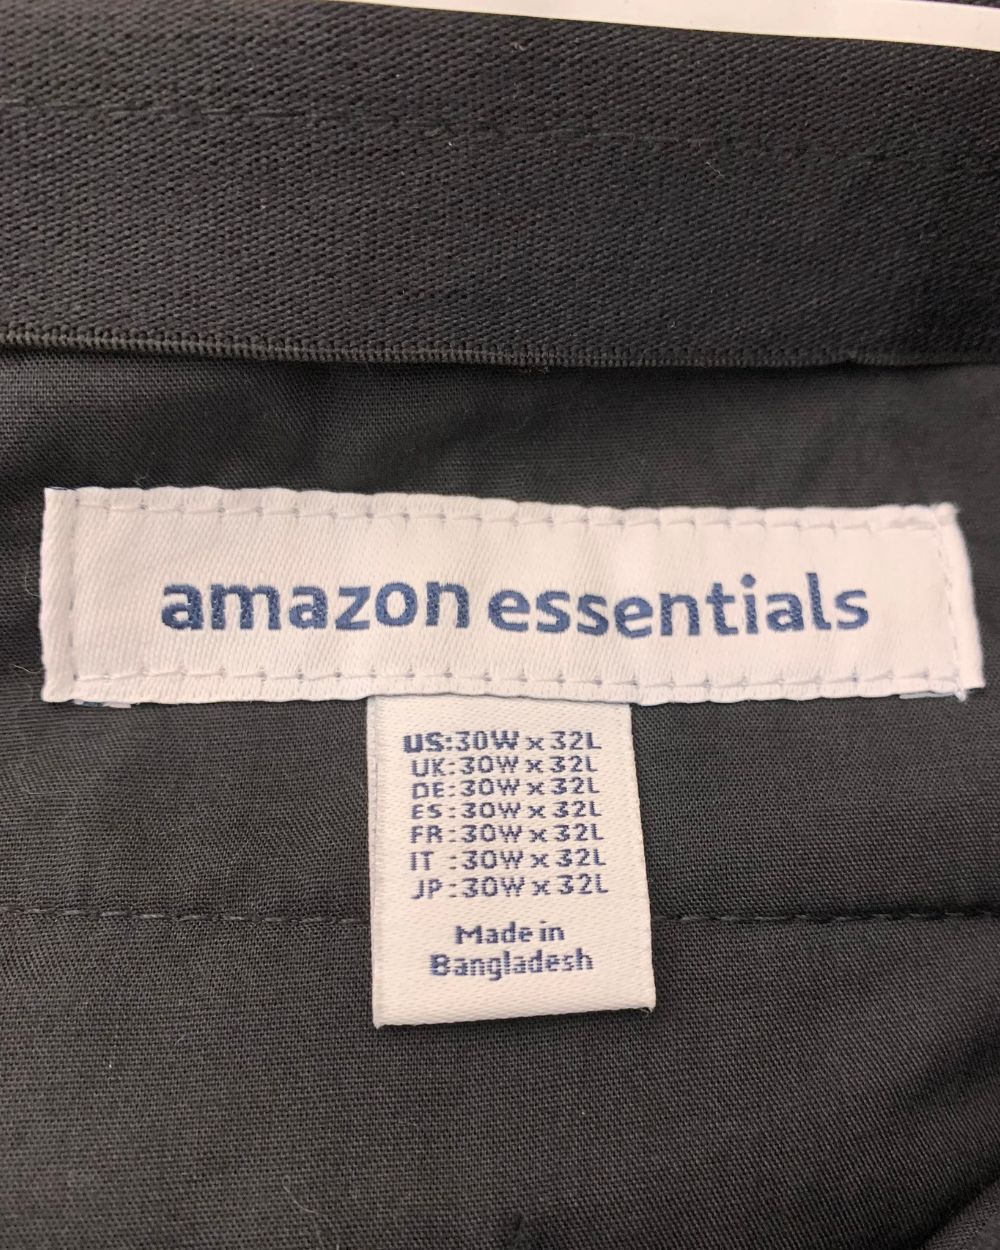 amazon essentials
US:30W x 32L
UK:30W x 32L
DE:30W x 32L
ES:30W x 32L
FR:30W x 32L
IT :30W x 32L
JP:30W x 32L
Made in
Bangladesh